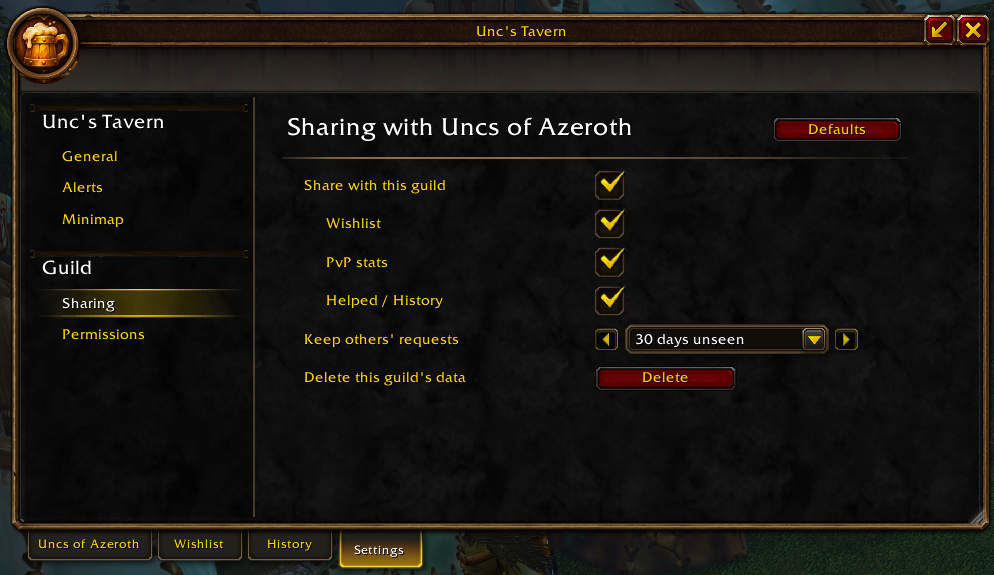 Unc's Tavern
Unc's Tavern
General
Alerts
Minimap
Guild
Sharing
Permissions
Sharing with Uncs of Azeroth
Defaults
Share with this guild
Wishlist
PvP stats
Helped / History
Keep others' requests
30 days unseen
Delete this guild's data
Delete
Uncs of Azeroth
Wishlist
History
Settings